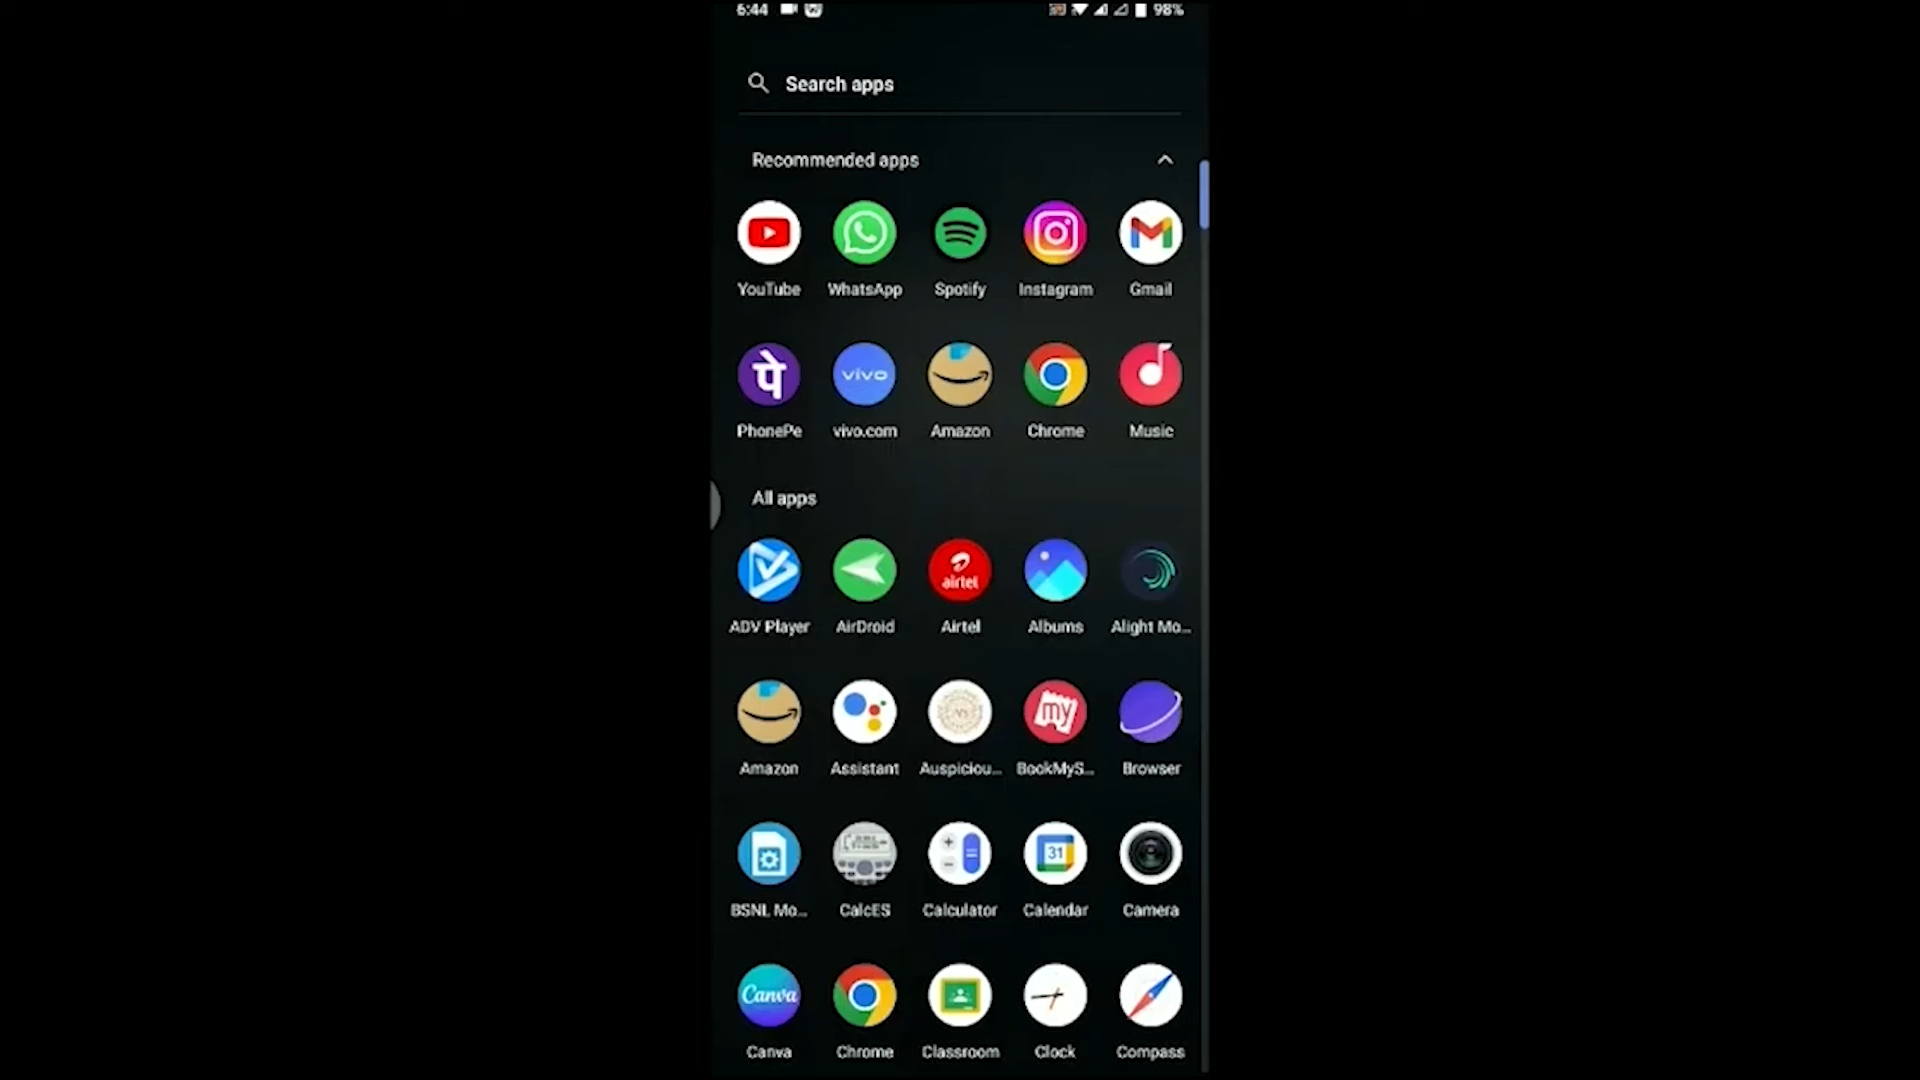 6:44 98%
Search apps
Recommended apps
YouTube WhatsApp Spotify Instagram Gmail
पे vivo
PhonePe vivo.com Amazon Chrome Music
All apps
airtel
ADV Player AirDroid Airtel Albums Alight Mo...
my
Amazon Assistant Auspiciou... BookMyS... Browser
31
BSNL Mo... CalcES Calculator Calendar Camera
Canva
Canva Chrome Classroom Clock Compass